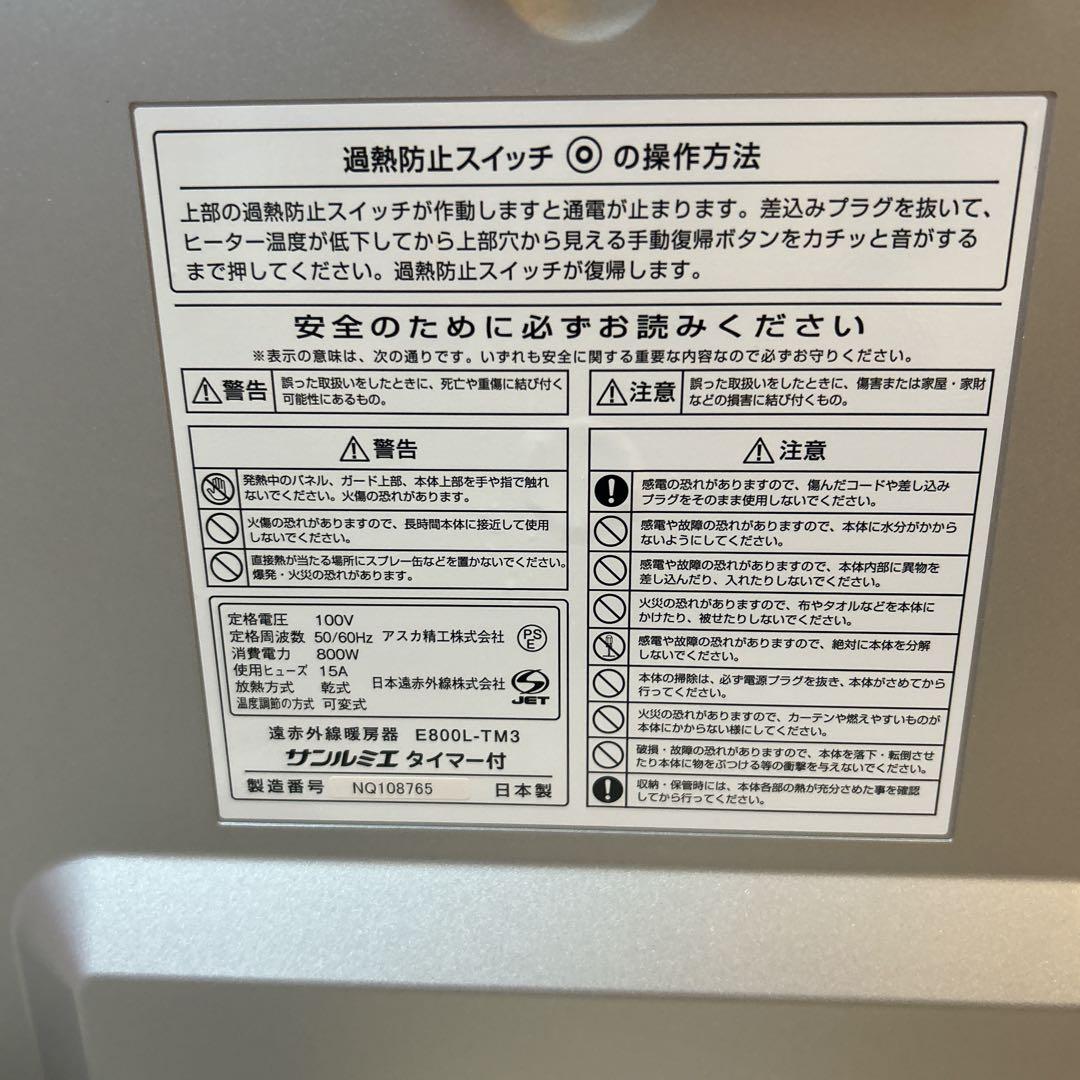 過熱防止スイッチ ◎ の操作方法
上部の過熱防止スイッチが作動しますと通電が止まります。差込みプラグを抜いて、
ヒーター温度が低下してから上部穴から見える手動復帰ボタンをカチッと音がする
まで押してください。過熱防止スイッチが復帰します。
安全のために必ずお読みください
※表示の意味は、次の通りです。いずれも安全に関する重要な内容なので必ずお守りください。
警告
誤った取扱いをしたときに、死亡や重傷に結び付く
可能性にあるもの。
注意
誤った取扱いをしたときに、傷害または家屋・家財
などの損害に結び付くもの。
警告
発熱中のパネル、ガード上部、本体上部を手や指で触れ
ないでください。火傷の恐れがあります。
火傷の恐れがありますので、長時間本体に接近して使用
しないでください。
直接熱が当たる場所にスプレー缶などを置かないでください。
爆発・火災の恐れがあります。
定格電圧 100V
定格周波数 50/60Hz アスカ精工株式会社
PS
E
消費電力 800W
使用ヒューズ 15A
放熱方式 乾式 日本遠赤外線株式会社
JET
温度調節の方式 可変式
遠赤外線暖房器 E800L-TM3
サンルミエ タイマー付
製造番号 NQ108765 日本製
注意
感電の恐れがありますので、傷んだコードや差し込み
プラグをそのまま使用しないでください。
感電や故障の恐れがありますので、本体に水分がかから
ないようにしてください。
感電や故障の恐れがありますので、本体内部に異物を
差し込んだり、入れたりしないでください。
火災の恐れがありますので、布やタオルなどを本体に
かけたり、被せたりしないでください。
感電や故障の恐れがありますので、絶対に本体を分解
しないでください。
本体の掃除は、必ず電源プラグを抜き、本体がさめてから
行ってください。
火災の恐れがありますので、カーテンや燃えやすいものが
本体にかからない様にしてください。
破損・故障の恐れがありますので、本体を落下・転倒させ
たり本体に物をぶつける等の衝撃を与えないでください。
収納・保管時には、本体各部の熱が充分さめた事を確認
してから行ってください。